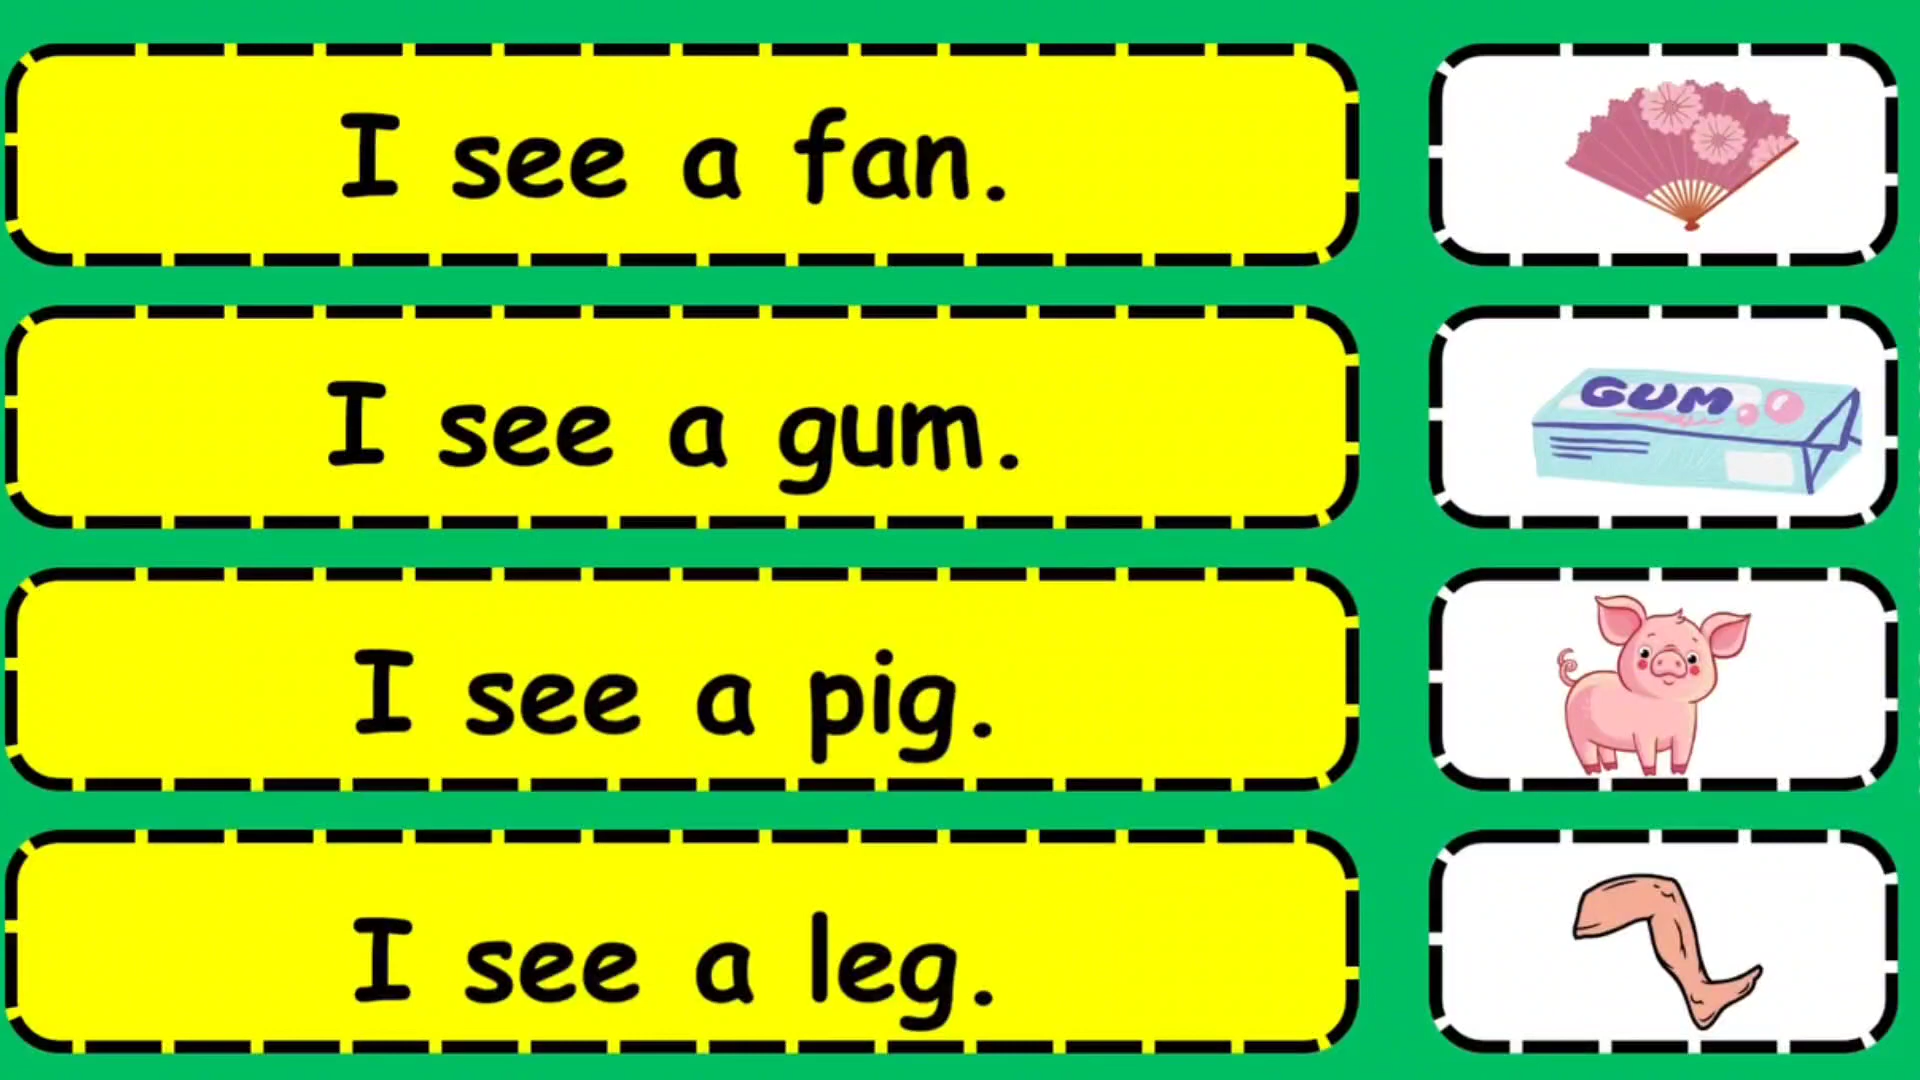 I see a fan.
I see a gum.
GUM
I see a pig.
I see a leg.